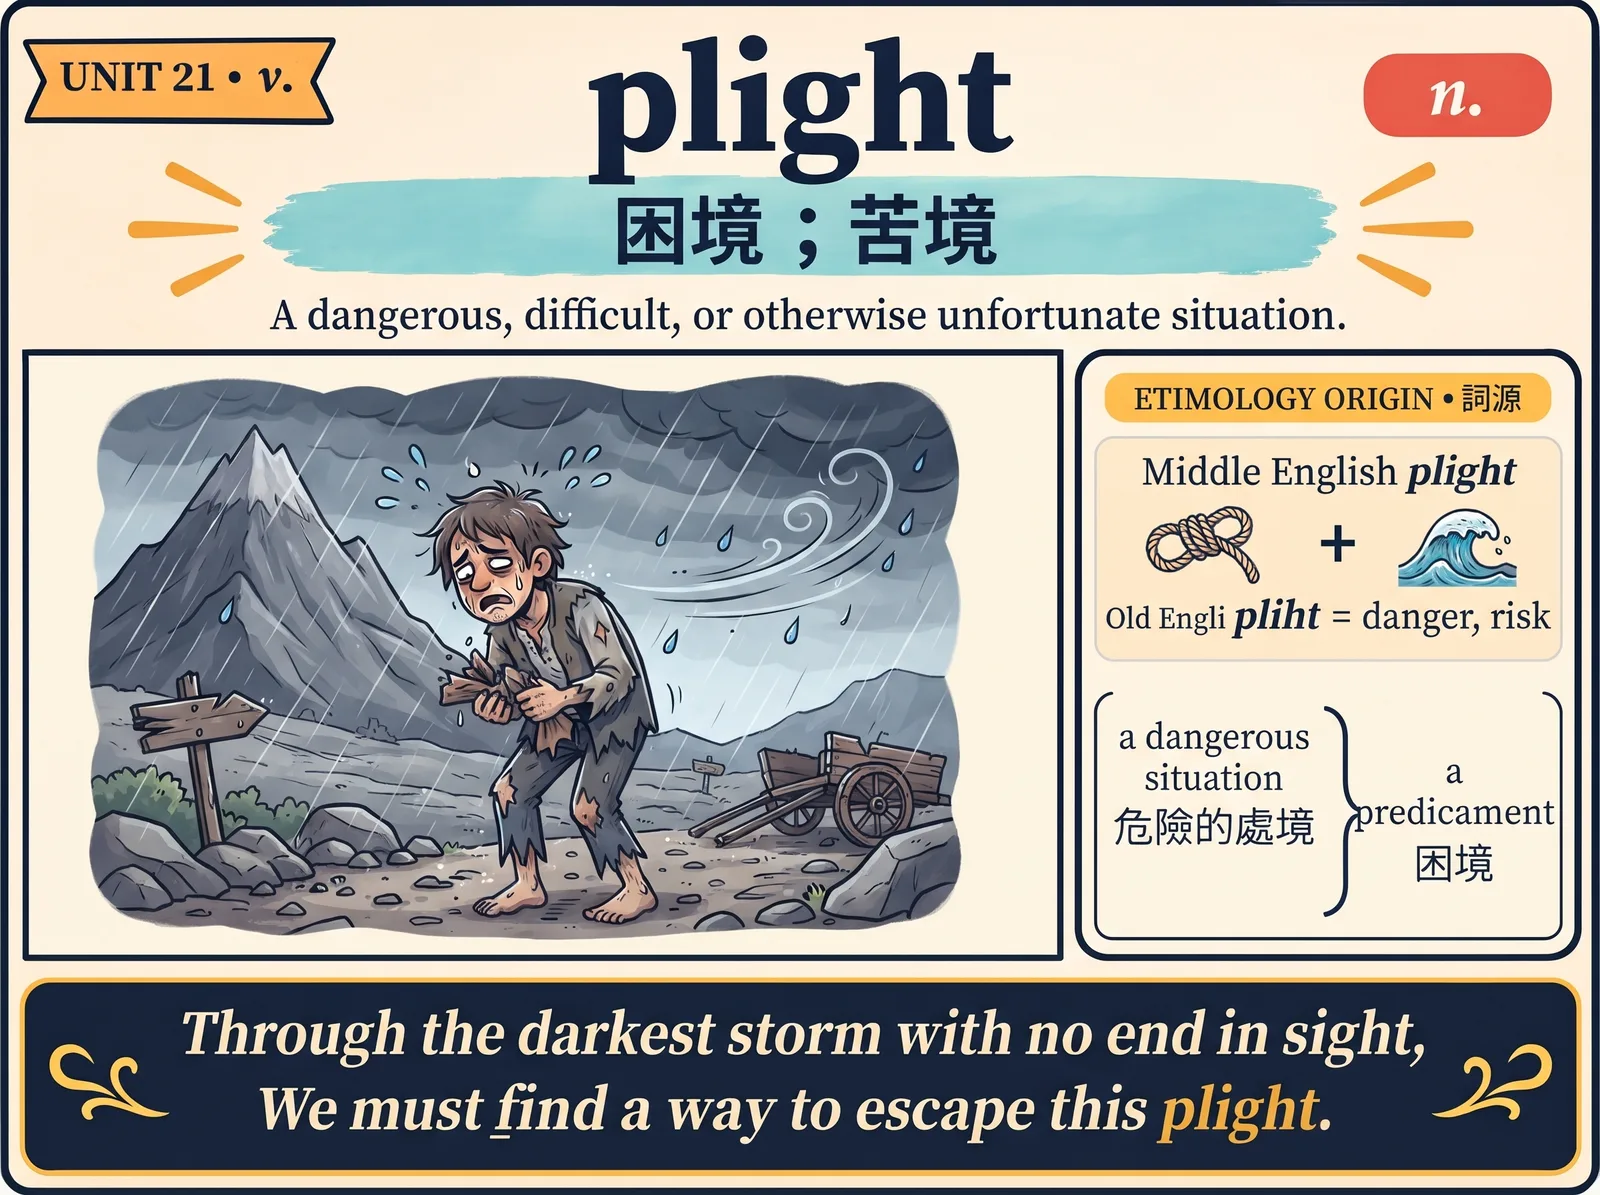 UNIT 21 • v.
plight
n.
困境；苦境
A dangerous, difficult, or otherwise unfortunate situation.
ETIMOLOGY ORIGIN • 詞源
Middle English plight
+
Old Engli pliht = danger, risk
a dangerous
situation
危險的處境
a
predicament
困境
Through the darkest storm with no end in sight,
We must find a way to escape this plight.